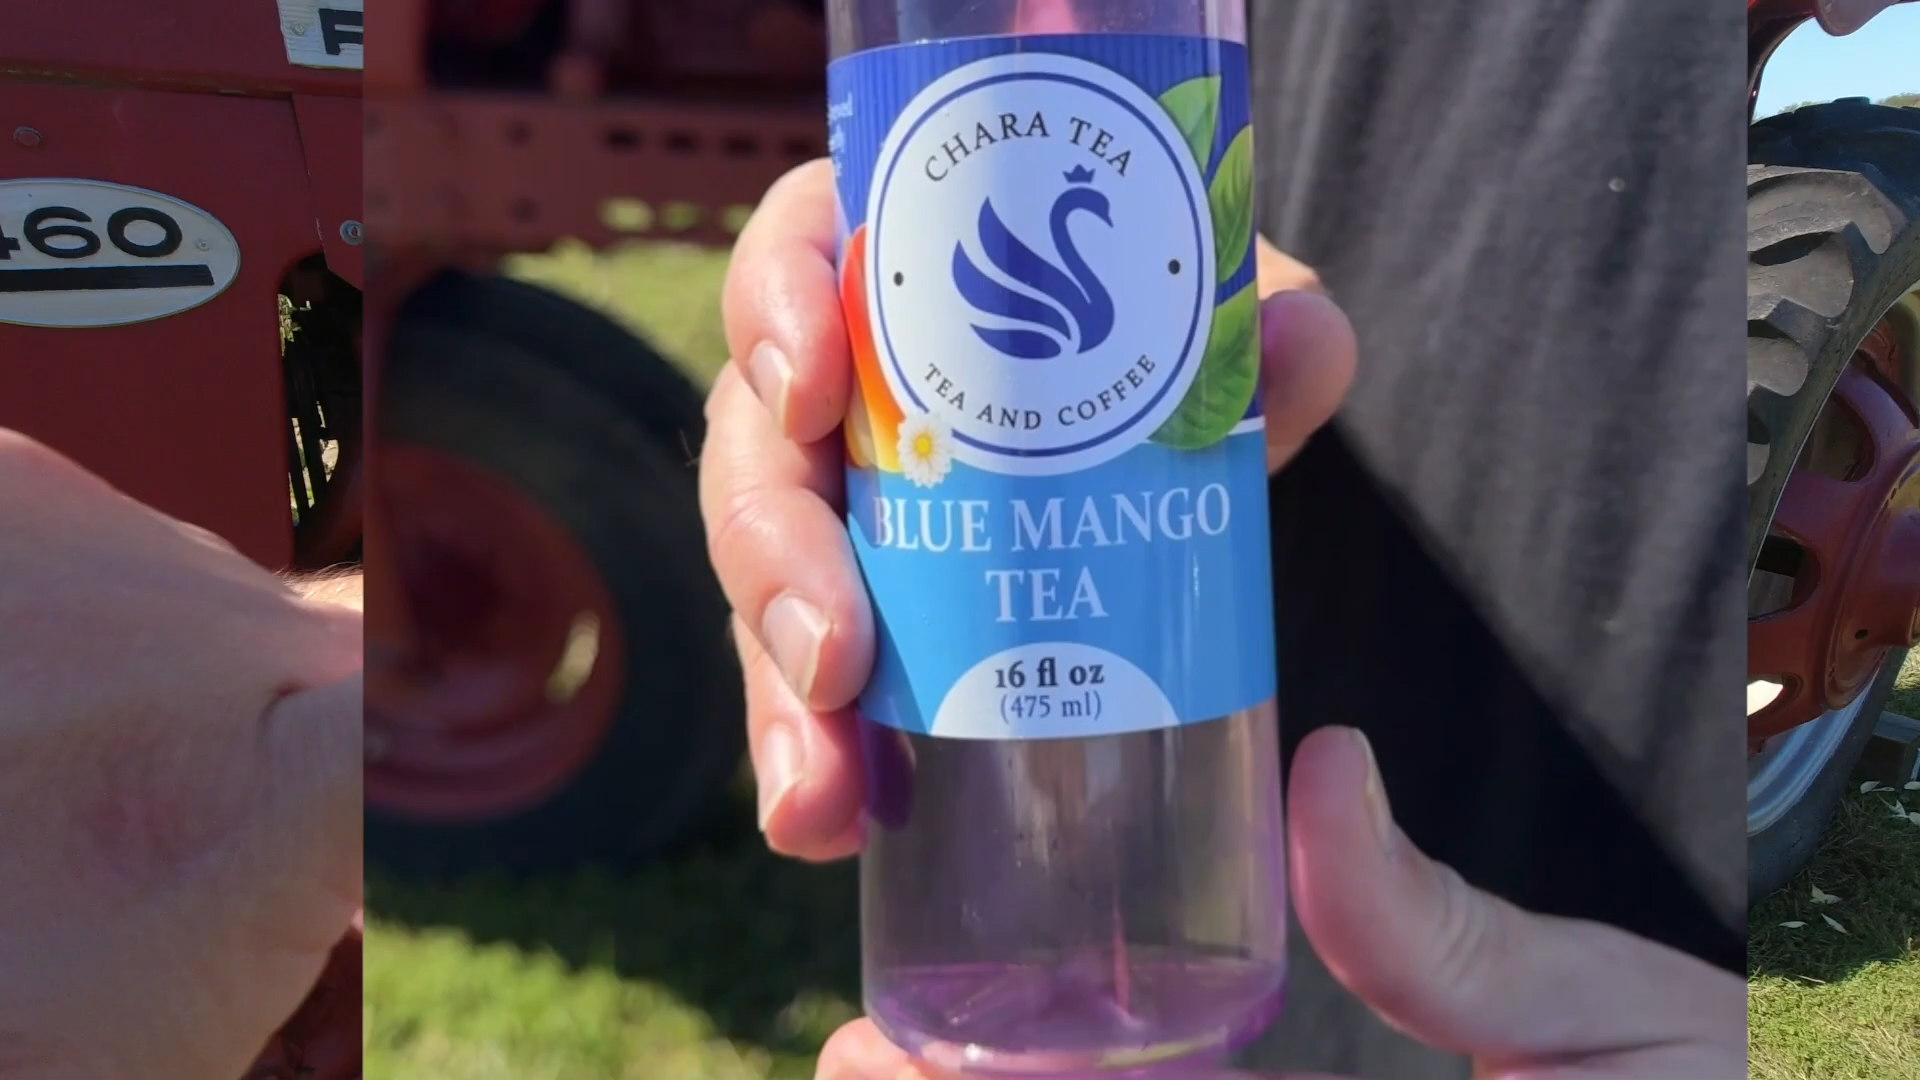 460
CHARA TEA
TEA AND COFFEE
BLUE MANGO
TEA
16 fl oz
(475 ml)